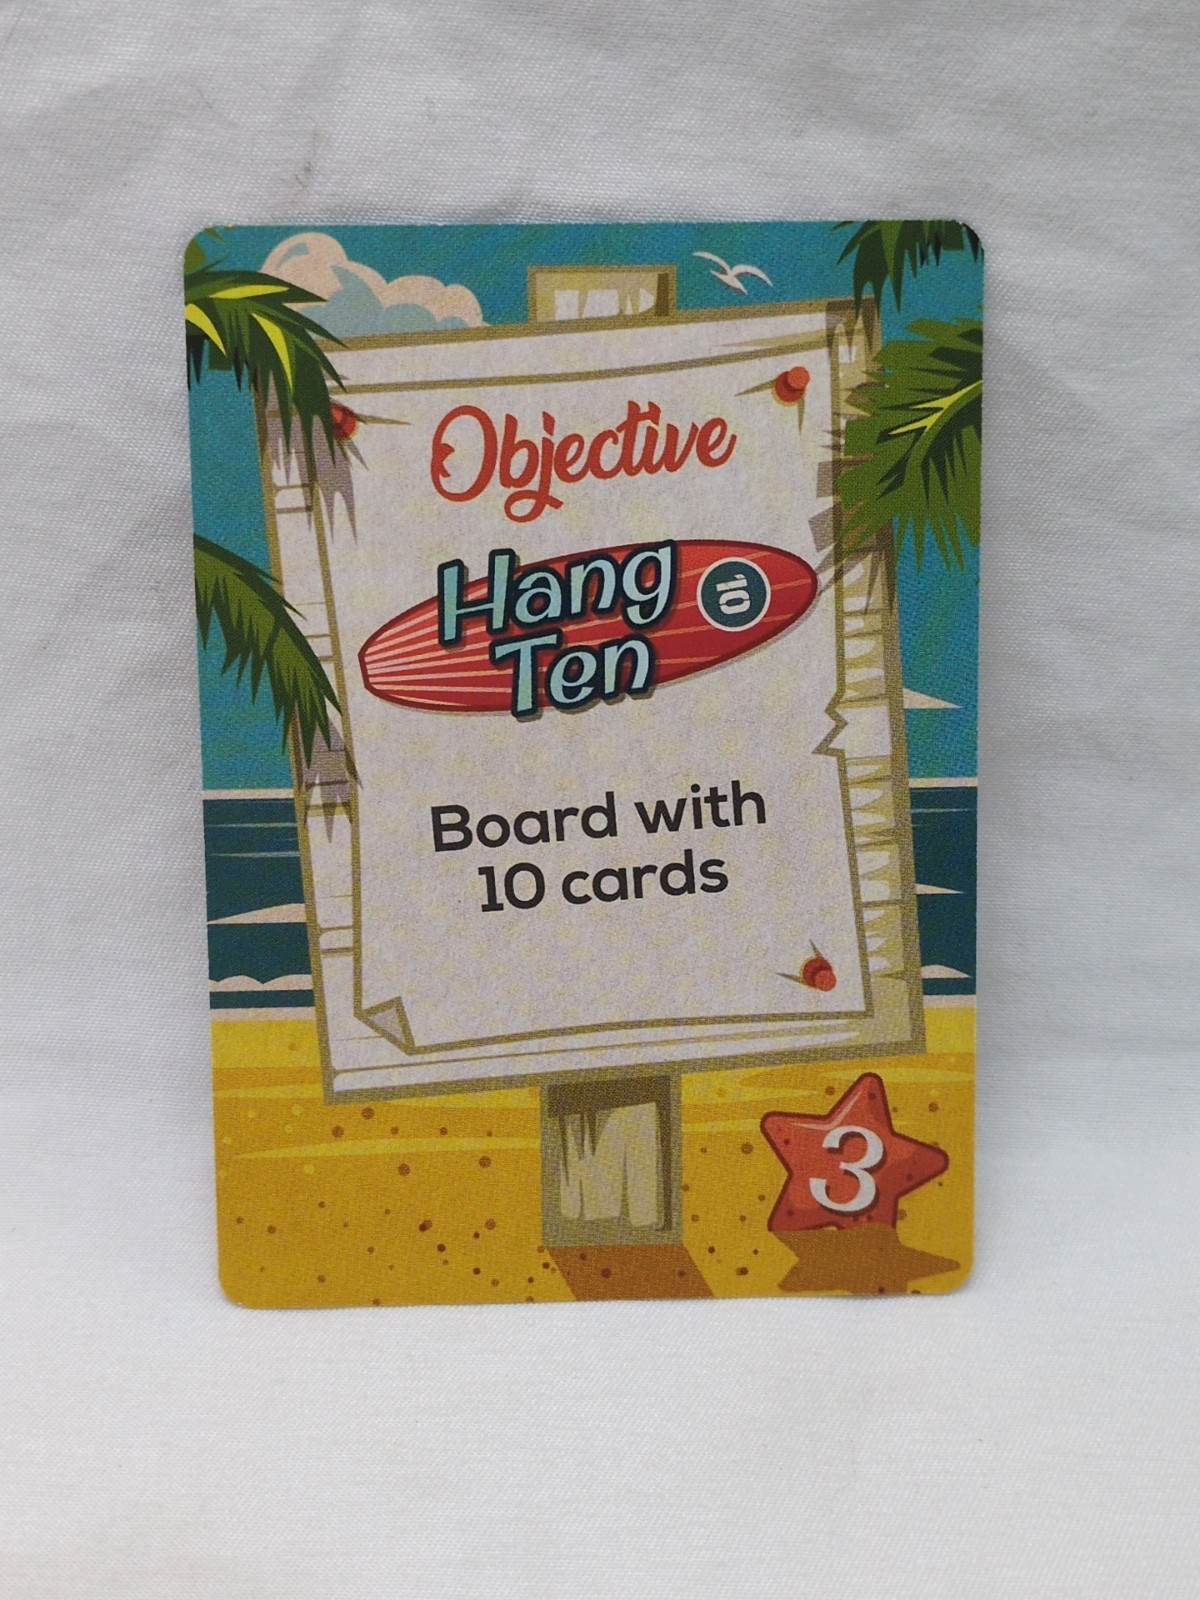 Objective
Hang
Ten
10
Board with
10 cards
3